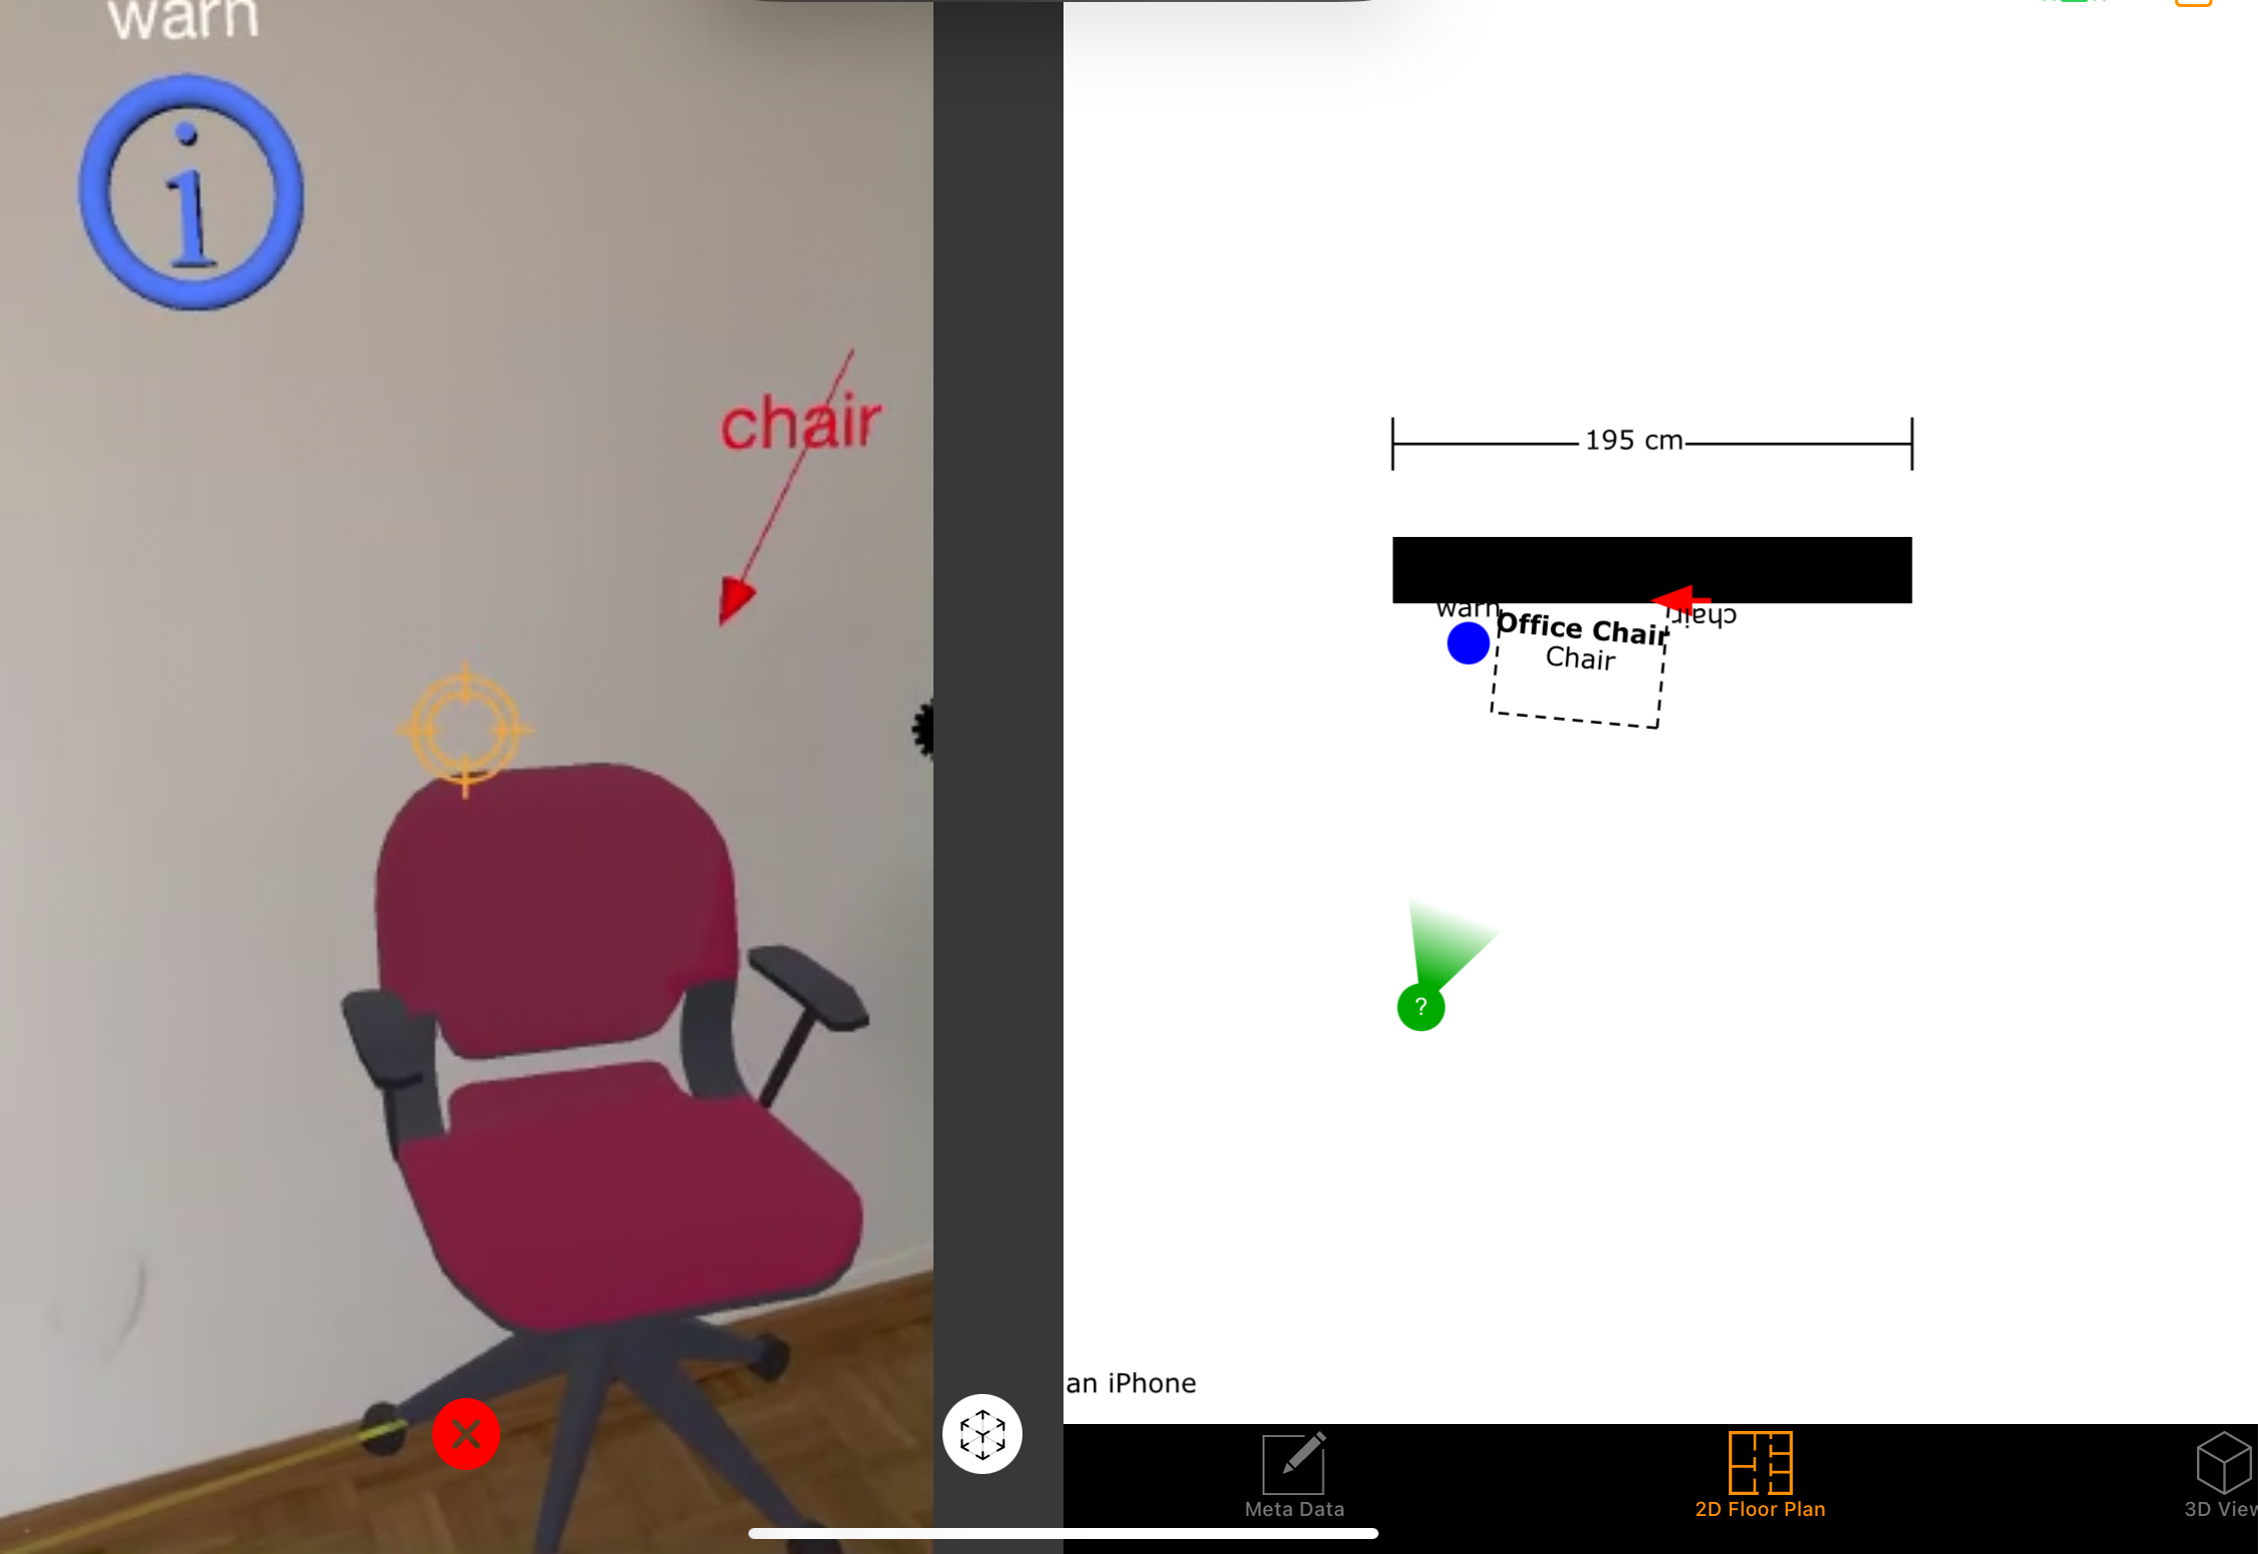 warn
i
chair
195 cm
warn
Office Chair
chair
Chair
?
an iPhone
Meta Data
2D Floor Plan
3D View